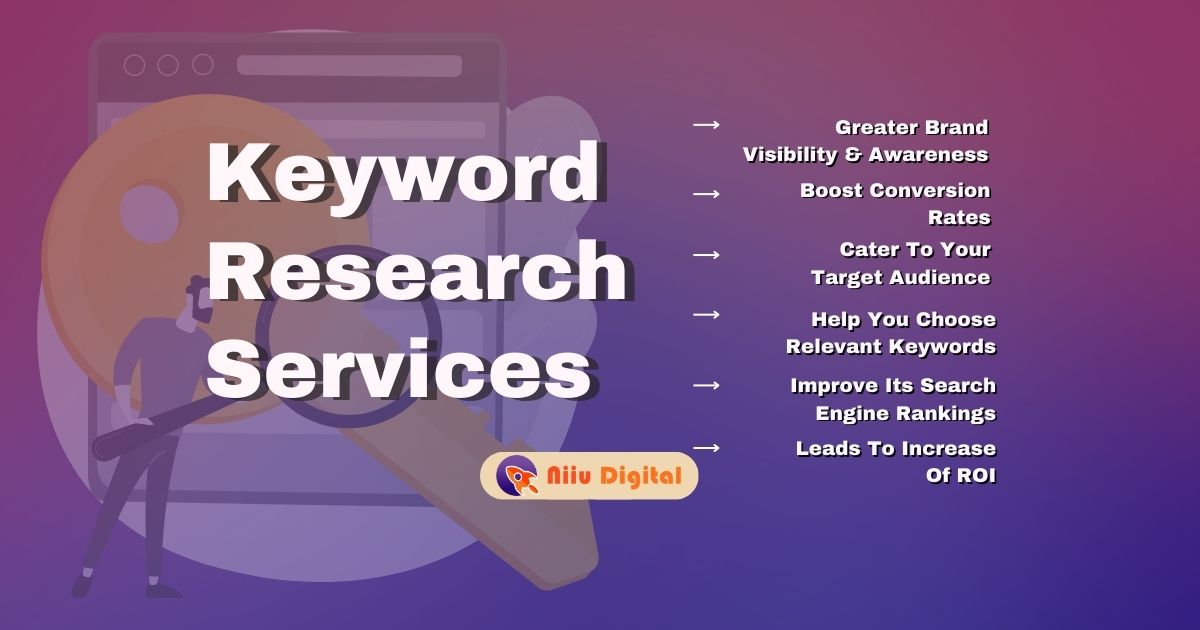 Keyword
Research
Services
→ Greater Brand
Visibility & Awareness
→ Boost Conversion
Rates
→ Cater To Your
Target Audience
→ Help You Choose
Relevant Keywords
→ Improve Its Search
Engine Rankings
→ Leads To Increase
Of ROI
Niiu Digital